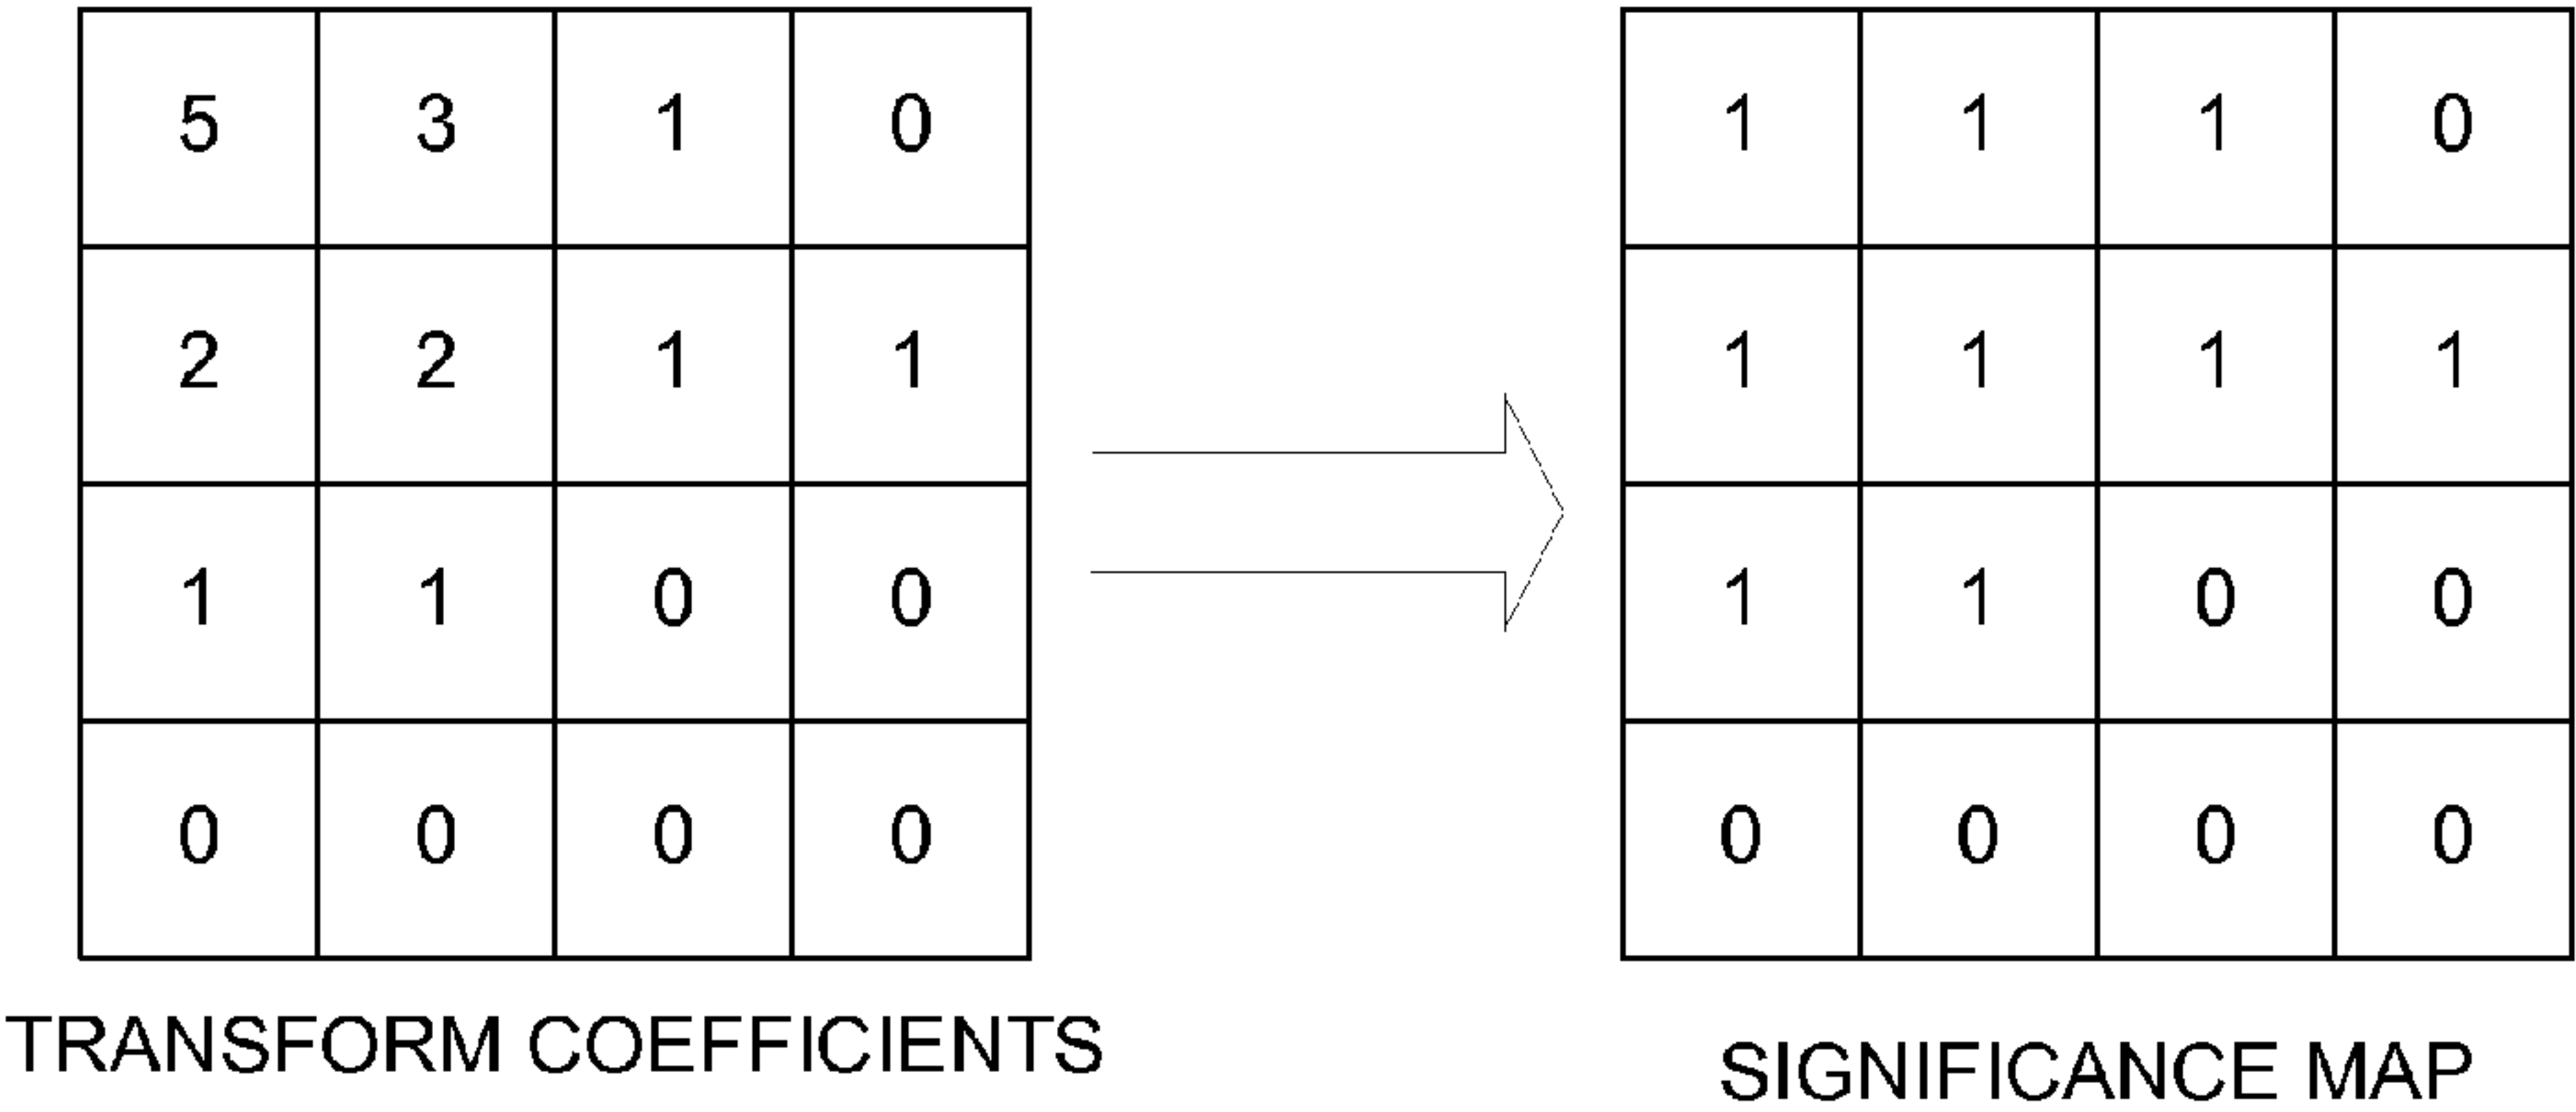 5 3 1 0 1 1 1 0
2 2 1 1 1 1 1 1
1 1 0 0 1 1 0 0
0 0 0 0 0 0 0 0
TRANSFORM COEFFICIENTS
SIGNIFICANCE MAP